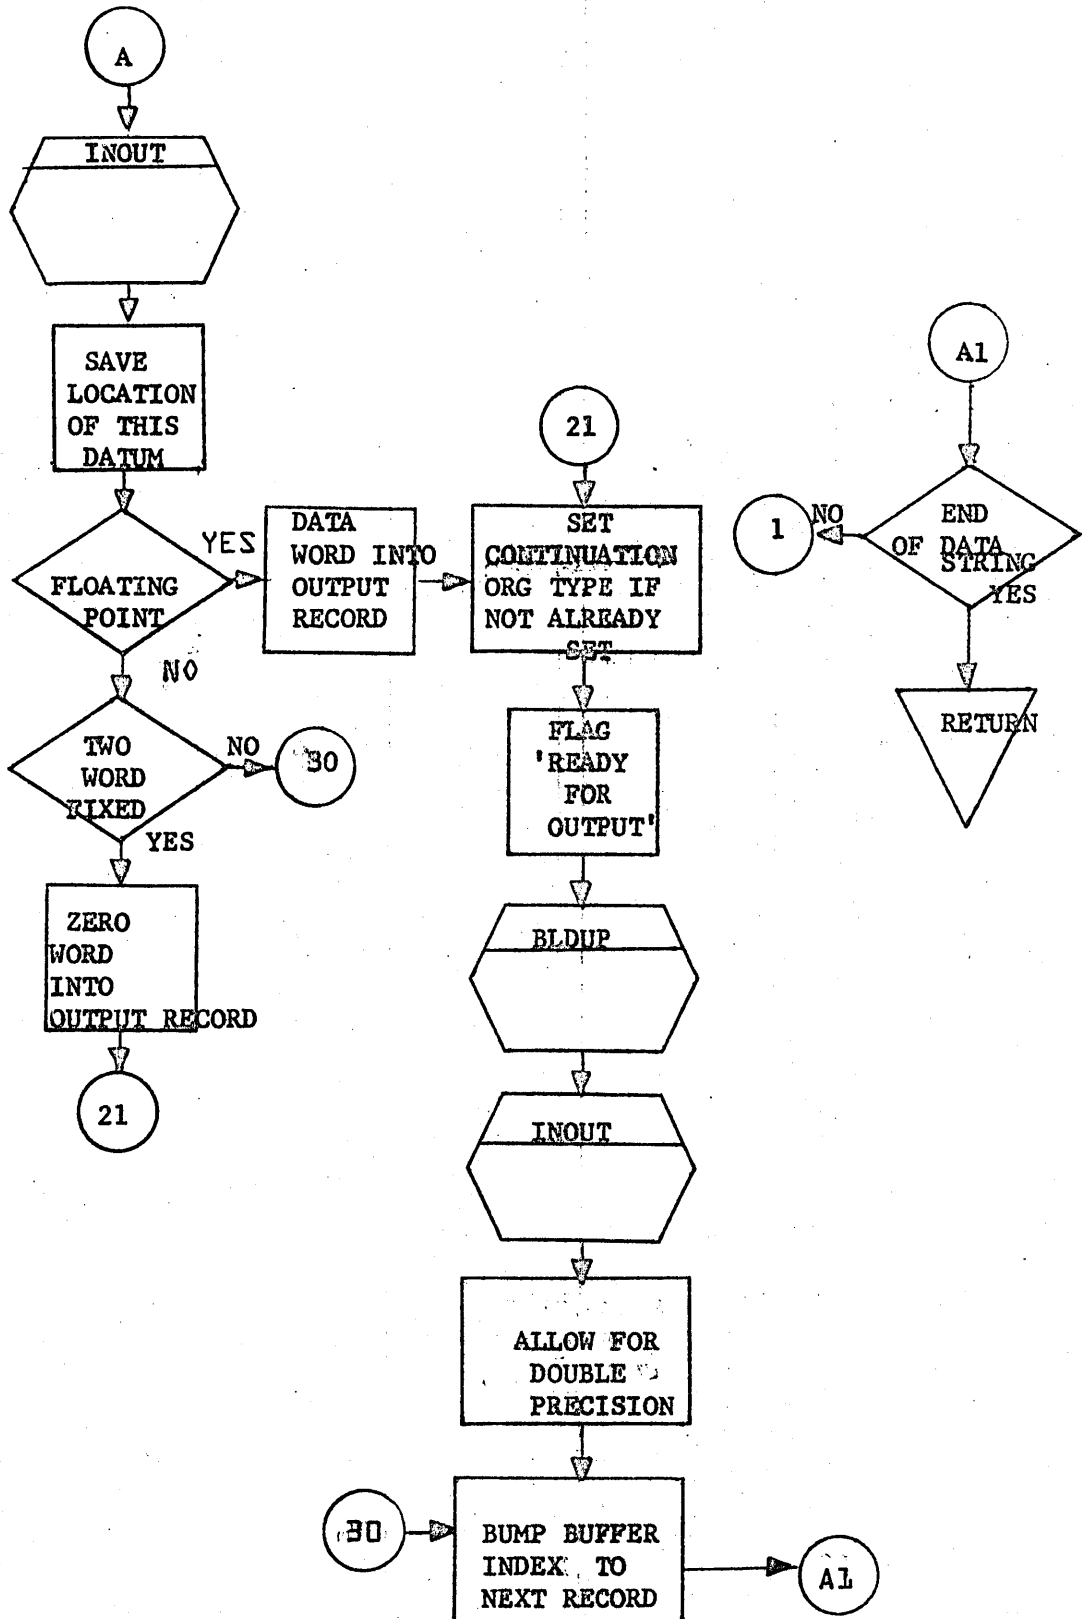 A
INOUT
SAVE
LOCATION
OF THIS
DATUM
FLOATING
POINT
YES
NO
TWO
WORD
FIXED
NO
30
YES
ZERO
WORD
INTO
OUTPUT RECORD
21
DATA
WORD INTO
OUTPUT
RECORD
21
SET
CONTINUATION
ORG TYPE IF
NOT ALREADY
SET
FLAG
'READY
FOR
OUTPUT'
BLDUP
INOUT
ALLOW FOR
DOUBLE
PRECISION
30
BUMP BUFFER
INDEX TO
NEXT RECORD
A1
A1
END
OF DATA
STRING
NO
1
YES
RETURN